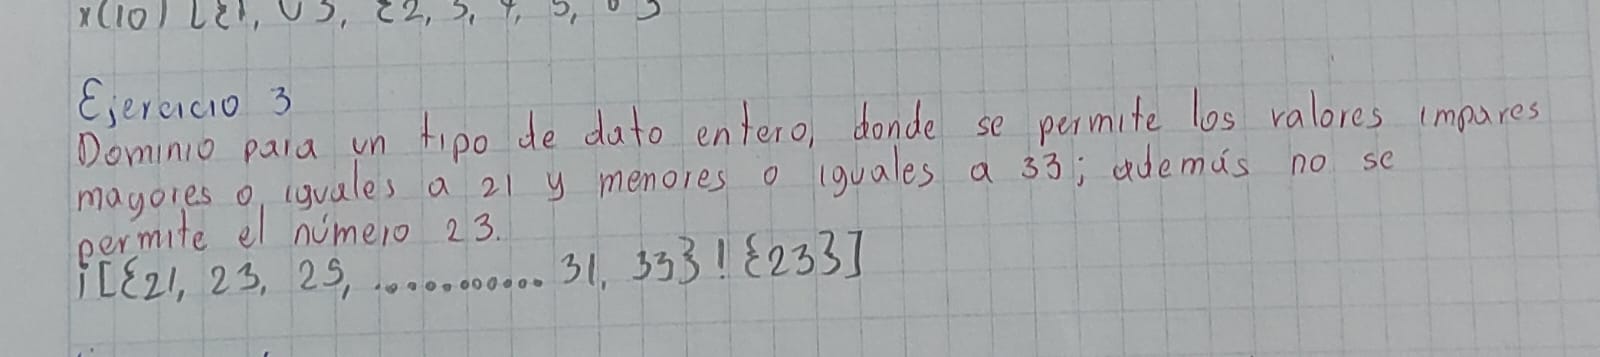 x(10) [{1, 0}, {2, 3, 4, 5, 6}
Ejercicio 3
Dominio para un tipo de dato entero, donde se permite los valores impares
mayores o iguales a 21 y menores o iguales a 33; además no se
permite el número 23.
i[{21, 23, 25, ............ 31, 33}!{23}]